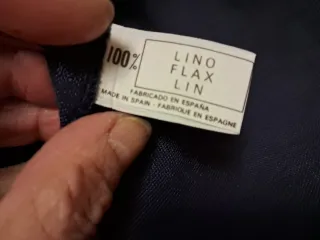 100%
LINO
FLAX
LIN
FABRICADO EN ESPAÑA
MADE IN SPAIN - FABRIQUE EN ESPAGNE